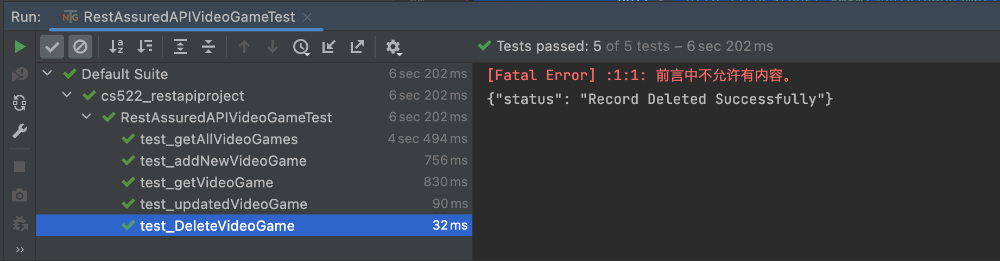 Run: RestAssuredAPIVideoGameTest
Tests passed: 5 of 5 tests – 6 sec 202 ms
Default Suite 6 sec 202 ms
cs522_restapiproject 6 sec 202 ms
RestAssuredAPIVideoGameTest 6 sec 202 ms
test_getAllVideoGames 4 sec 494 ms
test_addNewVideoGame 756 ms
test_getVideoGame 830 ms
test_updatedVideoGame 90 ms
test_DeleteVideoGame 32 ms
[Fatal Error] :1:1: 前言中不允许有内容。
{"status": "Record Deleted Successfully"}